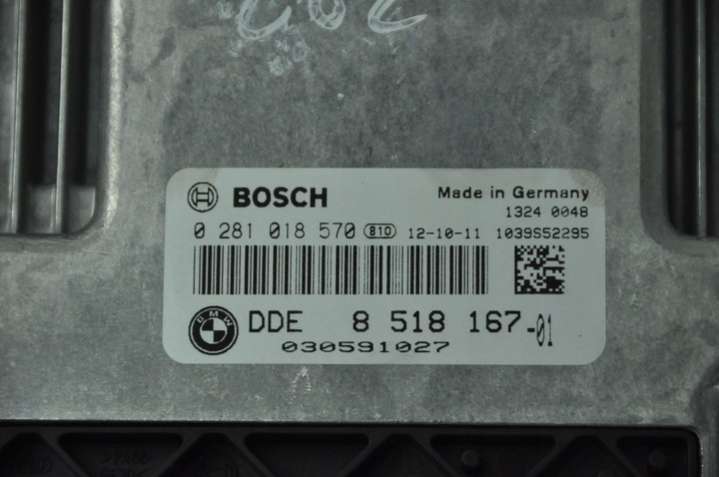 BOSCH Made in Germany
1324 0048
0 281 018 570 810 12-10-11 1039S52295
BMW DDE 8 518 167-01
030591027